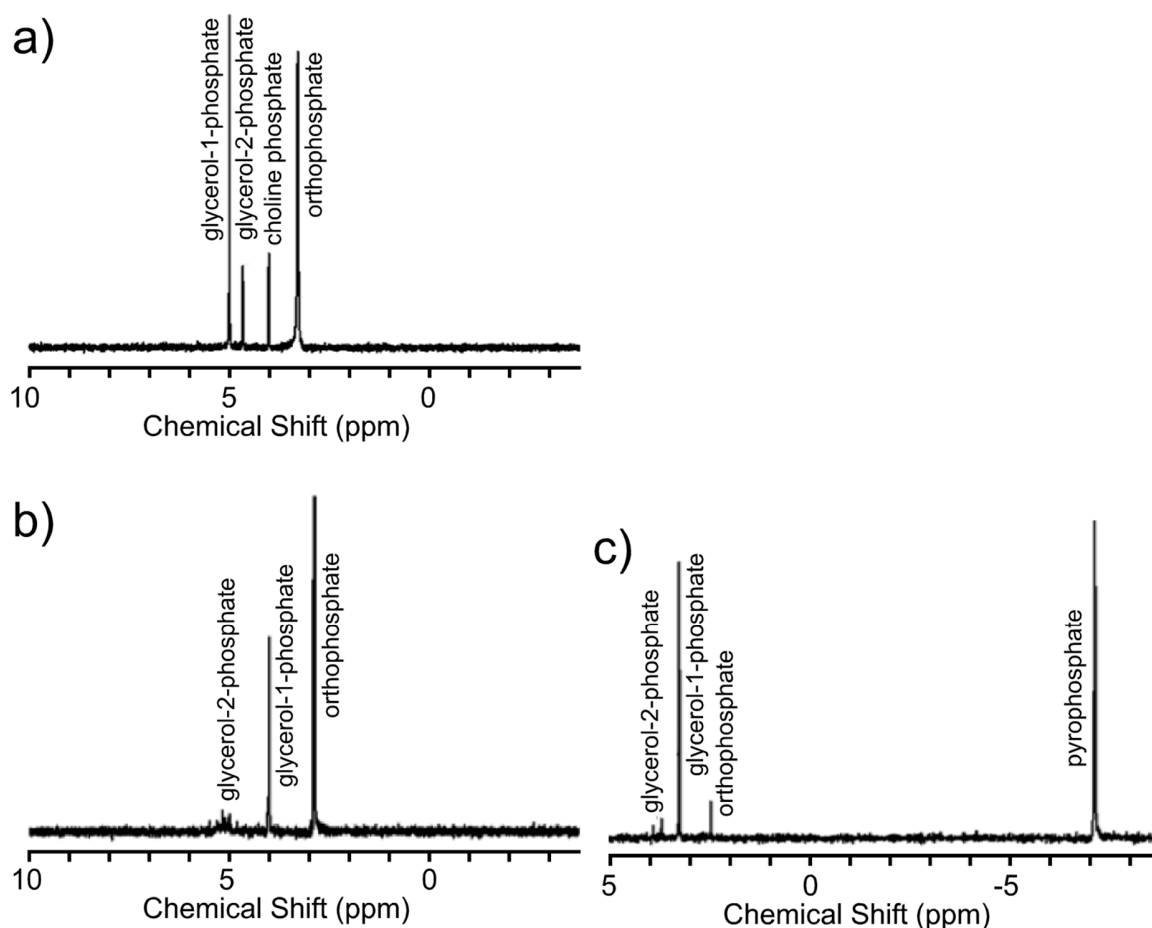 a)
glycerol-1-phosphate
glycerol-2-phosphate
choline phosphate
orthophosphate
10 5 0
Chemical Shift (ppm)
b)
glycerol-2-phosphate
glycerol-1-phosphate
orthophosphate
10 5 0
Chemical Shift (ppm)
c)
glycerol-2-phosphate
glycerol-1-phosphate
orthophosphate
pyrophosphate
5 0 -5
Chemical Shift (ppm)